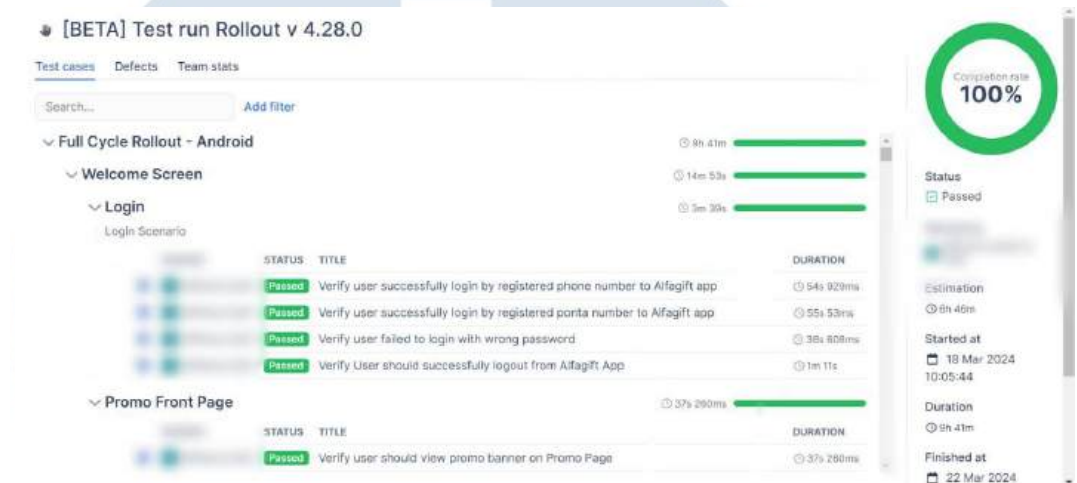 [BETA] Test run Rollout v 4.28.0
Test cases Defects Team stats
Search... Add filter
Full Cycle Rollout - Android 9h 41m
Welcome Screen 14m 53s
Login 3m 39s
Login Scenario
STATUS TITLE DURATION
Passed Verify user successfully login by registered phone number to Alfagift app 54s 929ms
Passed Verify user successfully login by registered ponta number to Alfagift app 55s 53ms
Passed Verify user failed to login with wrong password 38s 608ms
Passed Verify User should successfully logout from Alfagift App 1m 11s
Promo Front Page 37s 260ms
STATUS TITLE DURATION
Passed Verify user should view promo banner on Promo Page 37s 260ms
Completion rate
100%
Status
Passed
Estimation
6h 46m
Started at
18 Mar 2024
10:05:44
Duration
9h 41m
Finished at
22 Mar 2024